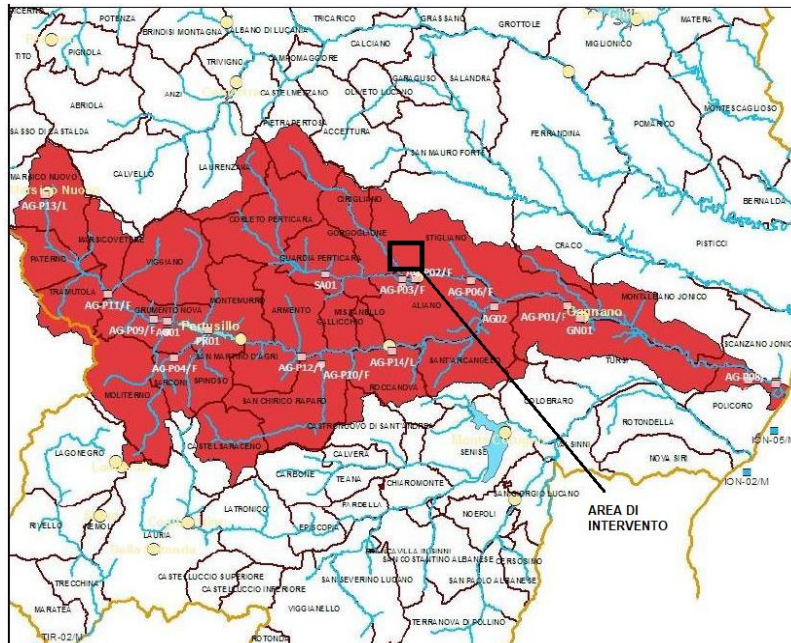 POTENZA
TRICARICO
GRASSANO
GROTTOLE
MATERA
BRINDISI MONTAGNA
ALBANO DI LUCANIA
TITO
PIGNOLA
CALCIANO
MIGLIONICO
TRIVIGNO
CAMPOMAGGIORE
GARAGUSO
SALANDRA
ABRIOLA
ANZI
CASTELMEZZANO
OLIVETO LUCANO
MONTESCAGLIOSO
PIETRAPERTOSA
POMARICO
SASSO DI CASTALDA
ACCETTURA
FERRANDINA
CALVELLO
LAURENZANA
SAN MAURO FORTE
MARSICO NUOVO
CIRIGLIANO
BERNALDA
AG-P13/L
CORLETO PERTICARA
GORGOGLIONE
STIGLIANO
PISTICCI
MARSICOVETERE
CRACO
PATERNO
VIGGIANO
GUARDIA PERTICARA
TRAMUTOLA
SA01
AG-P03/F
AG-P06/F
AG-P11/F
MONTEMURRO
ALIANO
MONTALBANO JONICO
GRUMENTO NOVA
ARMENTO
MISSANELLO
AG02
AG-P01/F
Gannano
AG-P09/F
Pertusillo
GALLICCHIO
GN01
SCANZANO JONICO
PR01
SAN MARTINO D'AGRI
AG-P04/F
AG-P12/F
AG-P10/F
AG-P14/L
SANT'ARCANGELO
TURSI
SARCONI
SPINOSO
ROCCANOVA
MOLITERNO
SAN CHIRICO RAPARO
POLICORO
COLOBRARO
CASTELSARACENO
CASTRONUOVO DI SANT'ANDREA
ROTONDELLA
LAGONEGRO
CALVERA
SENISE
VALSINNI
NOVA SIRI
CARBONE
TEANA
CHIAROMONTE
ION-02/M
FARDELLA
SAN GIORGIO LUCANO
LATRONICO
AREA DI
INTERVENTO
RIVELLO
NEMOLI
EPISCOPIA
NOEPOLI
LAURIA
FRANCAVILLA IN SINNI
SAN COSTANTINO ALBANESE
CERSOSIMO
TRECCHINA
CASTELLUCCIO SUPERIORE
SAN SEVERINO LUCANO
SAN PAOLO ALBANESE
CASTELLUCCIO INFERIORE
MARATEA
VIGGIANELLO
TERRANOVA DI POLLINO
TIR-02/M
ROTONDA